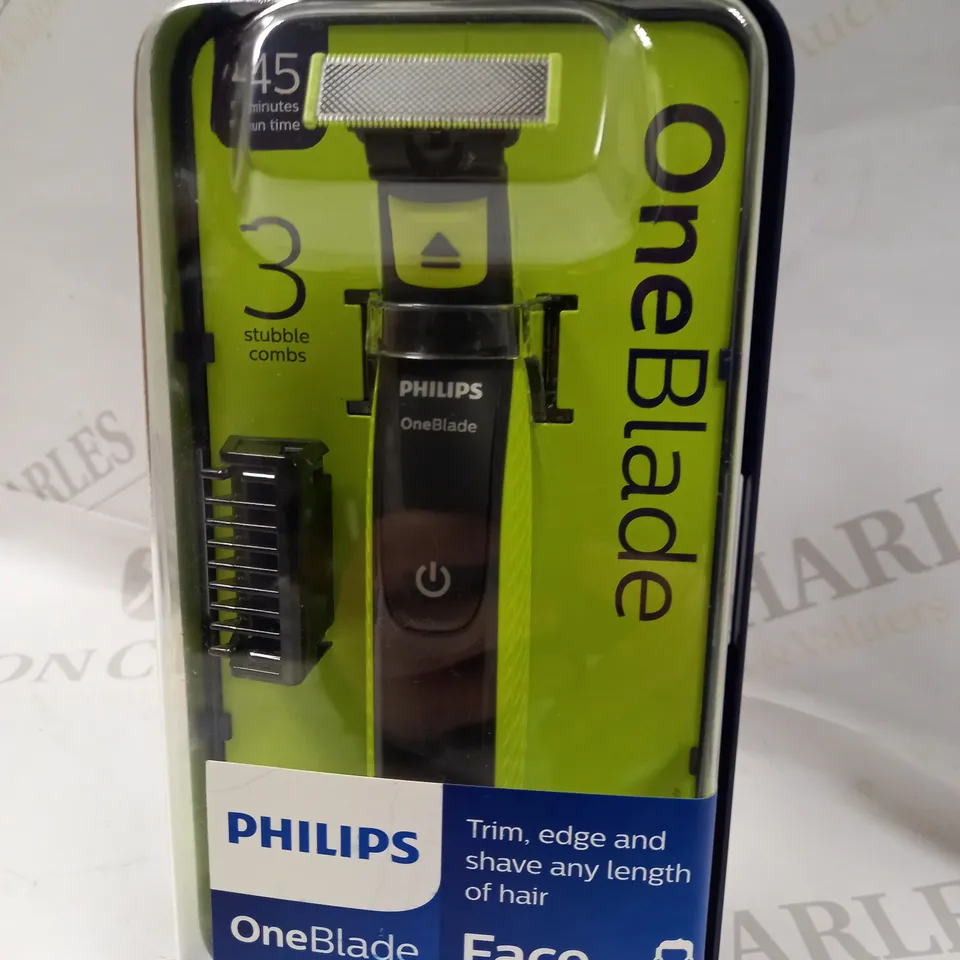 45
minutes
run time
3
stubble
combs
OneBlade
PHILIPS
OneBlade
PHILIPS
Trim, edge and
shave any length
of hair
OneBlade
Face